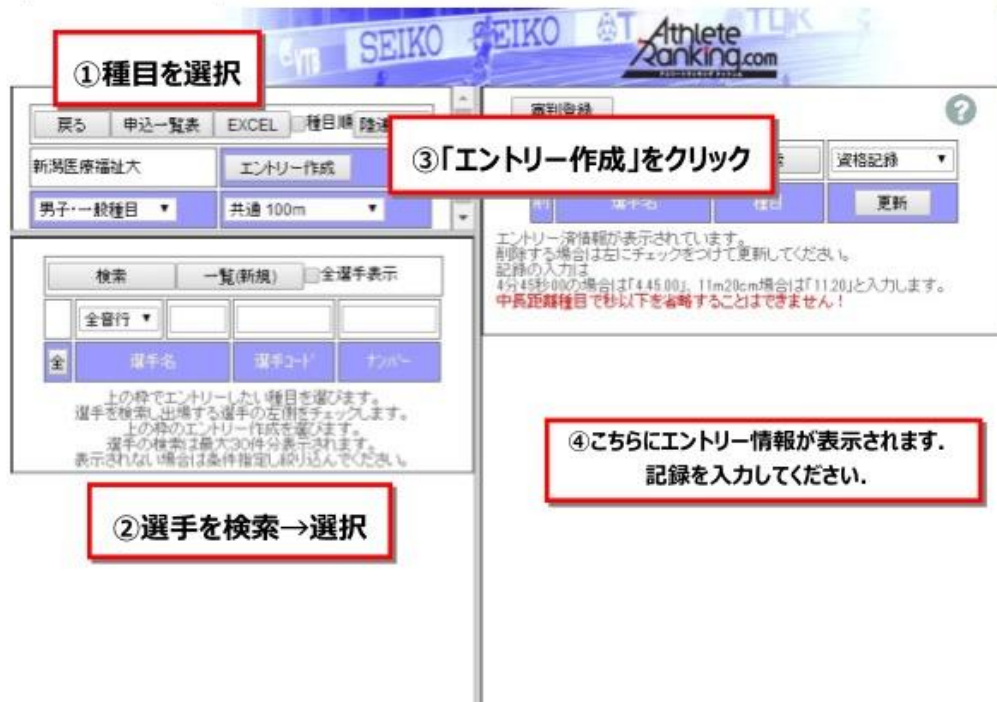 VTB
SEIKO
SEIKO
Athlete
Ranking.com
①種目を選択
戻る 申込一覧表 EXCEL 種目順 陸連
新潟医療福祉大 エントリー作成
男子・一般種目 ▼ 共通 100m ▼
審判登録
③「エントリー作成」をクリック
資格記録 ▼
削 選手名 種目 更新
エントリー済情報が表示されています。
削除する場合は左にチェックをつけて更新してください。
記録の入力は
4分45秒00の場合は「4.45.00」、11m20cm場合は「11.20」と入力します。
中長距離種目で秒以下を省略することはできません！
検索 一覧(新規) 全選手表示
全音行 ▼
全 選手名 選手コード ナンバー
上の枠でエントリーしたい種目を選びます。
選手を検索し出場する選手の左側をチェックします。
上の枠のエントリー作成を選びます。
選手の検索は最大30件分表示されます。
表示されない場合は条件指定し絞り込んでください。
②選手を検索→選択
④こちらにエントリー情報が表示されます.
記録を入力してください.